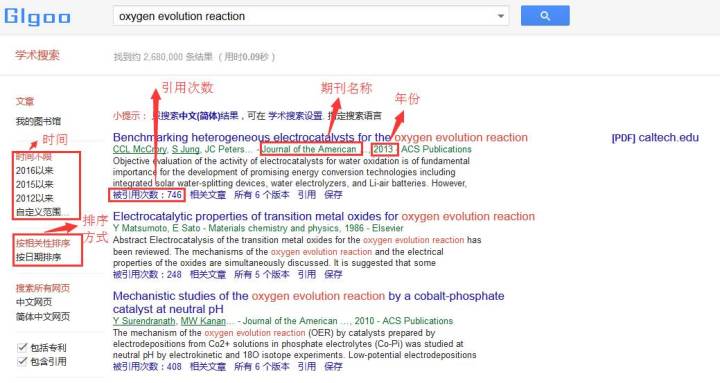 Glgoo
oxygen evolution reaction
学术搜索
找到约 2,680,000 条结果 （用时0.09秒）
引用次数
期刊名称
年份
文章
我的图书馆
时间
时间不限
2016以来
2015以来
2012以来
自定义范围...
排序
方式
按相关性排序
按日期排序
搜索所有网页
中文网页
简体中文网页
包括专利
包含引用
小提示： 只搜索中文(简体)结果，可在 学术搜索设置. 指定搜索语言
Benchmarking heterogeneous electrocatalysts for the oxygen evolution reaction
[PDF] caltech.edu
CCL McCrory, S Jung, JC Peters… - Journal of the American …, 2013 - ACS Publications
Objective evaluation of the activity of electrocatalysts for water oxidation is of fundamental
importance for the development of promising energy conversion technologies including
integrated solar water-splitting devices, water electrolyzers, and Li-air batteries. However,
被引用次数：746 相关文章 所有 6 个版本 引用 保存
Electrocatalytic properties of transition metal oxides for oxygen evolution reaction
Y Matsumoto, E Sato - Materials chemistry and physics, 1986 - Elsevier
Abstract Electrocatalysis of the transition metal oxides for the oxygen evolution reaction has
been reviewed. The mechanisms of the oxygen evolution reaction and the electrical
properties of the oxides are simultaneously discussed. It is suggested that some
被引用次数：248 相关文章 所有 5 个版本 引用 保存
Mechanistic studies of the oxygen evolution reaction by a cobalt-phosphate
catalyst at neutral pH
Y Surendranath, MW Kanan… - Journal of the American …, 2010 - ACS Publications
The mechanism of the oxygen evolution reaction (OER) by catalysts prepared by
electrodepositions from Co2+ solutions in phosphate electrolytes (Co-Pi) was studied at
neutral pH by electrokinetic and 18O isotope experiments. Low-potential electrodepositions
被引用次数：408 相关文章 所有 6 个版本 引用 保存